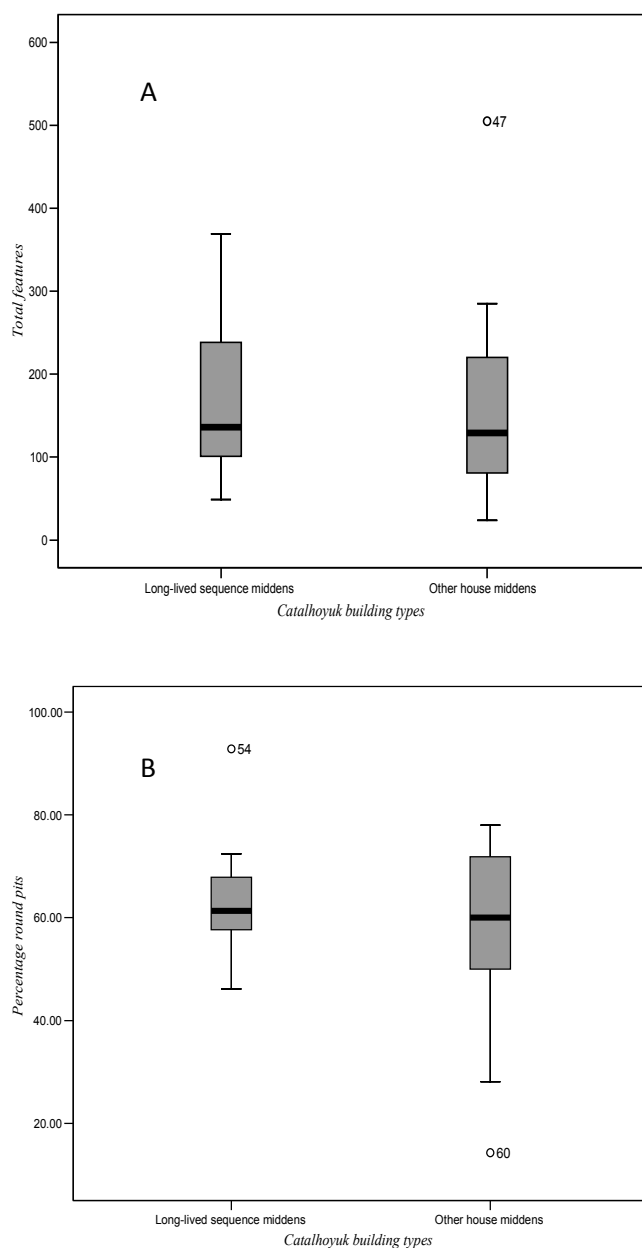 600
A
500
47
400
Total features
300
200
100
0
Long-lived sequence middens
Other house middens
Catalhoyuk building types
100.00
54
B
80.00
Percentage round pits
60.00
40.00
20.00
60
Long-lived sequence middens
Other house middens
Catalhoyuk building types